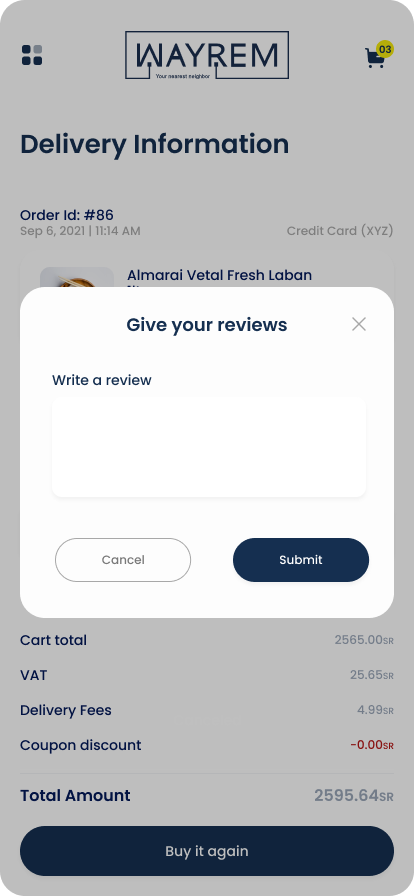 WAYREM
Your nearest neighbor
03
Delivery Information
Order Id: #86
Sep 6, 2021 | 11:14 AM
Credit Card (XYZ)
Almarai Vetal Fresh Laban
Give your reviews
Write a review
Cancel
Submit
Cart total
2565.00SR
VAT
25.65SR
Delivery Fees
4.99SR
Coupon discount
-0.00SR
Total Amount
2595.64SR
Buy it again